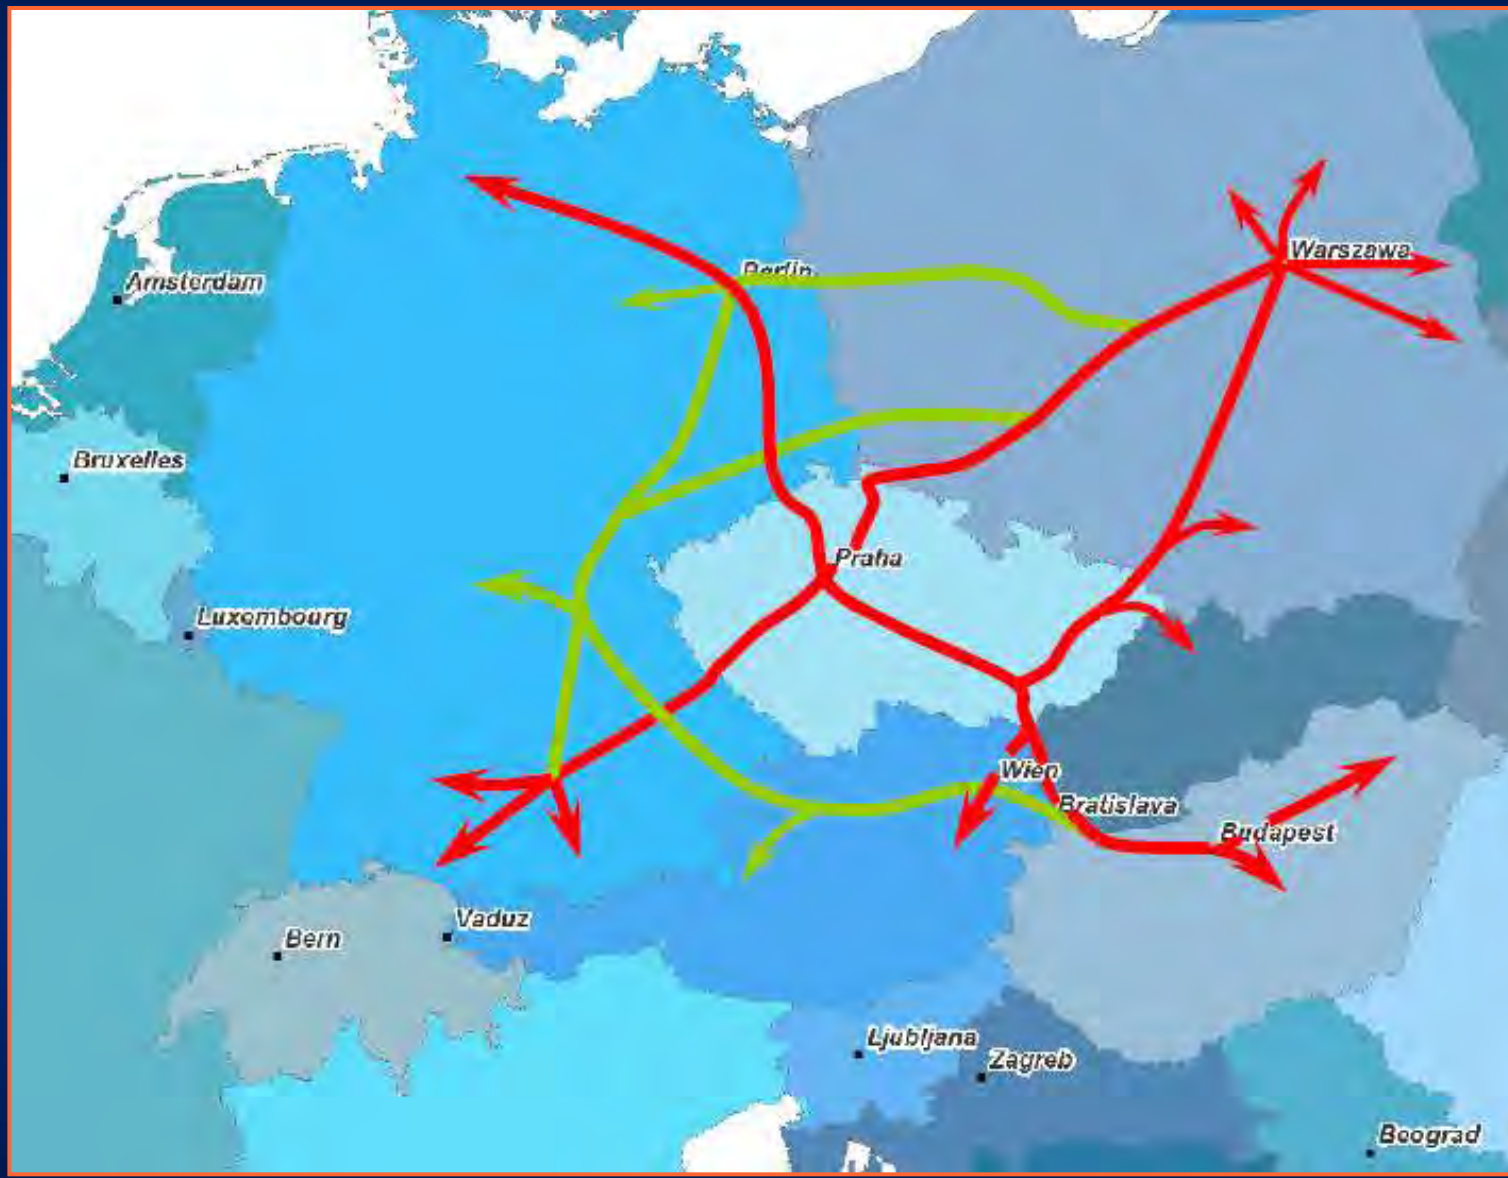 Berlin
Warszawa
Amsterdam
Bruxelles
Praha
Luxembourg
Wien
Bratislava
Budapest
Vaduz
Bern
Ljubljana
Zagreb
Beograd